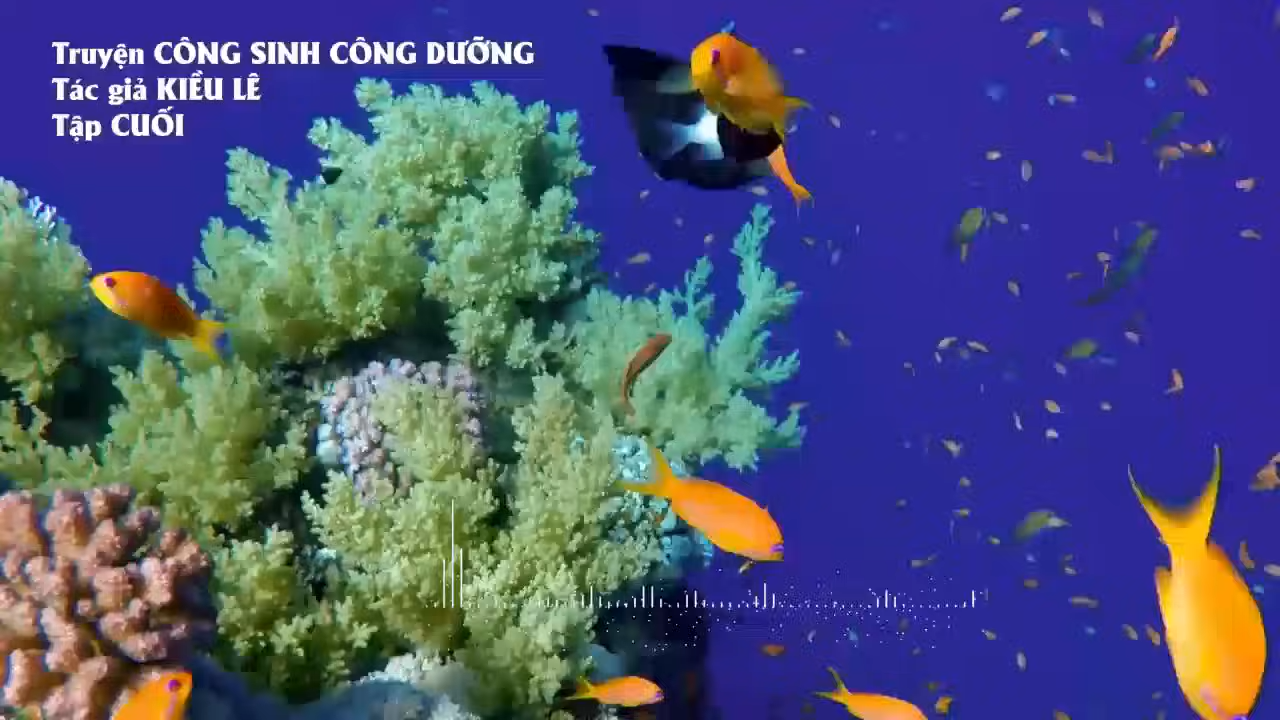 Truyện CÔNG SINH CÔNG DƯỠNG
Tác giả KIỀU LÊ
Tập CUỐI